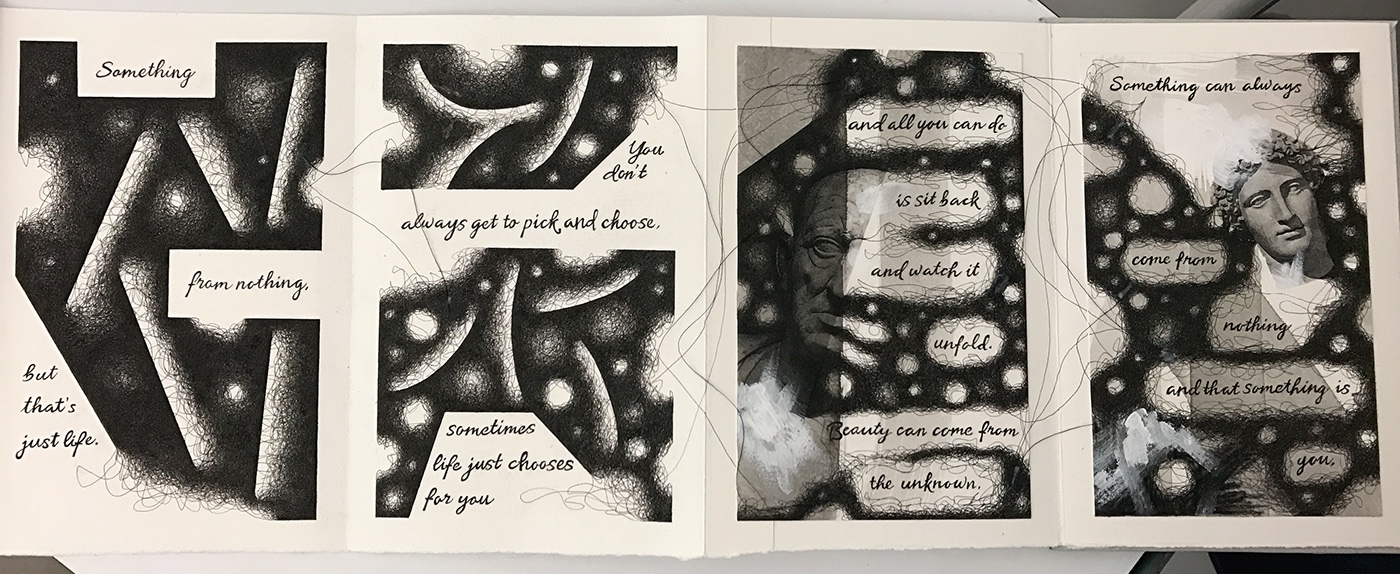 Something
from nothing,
but
that's
just life.
You
don't
always get to pick and choose,
sometimes
life just chooses
for you
and all you can do
is sit back
and watch it
unfold.
Beauty can come from
the unknown.
Something can always
come from
nothing
and that something is
you.